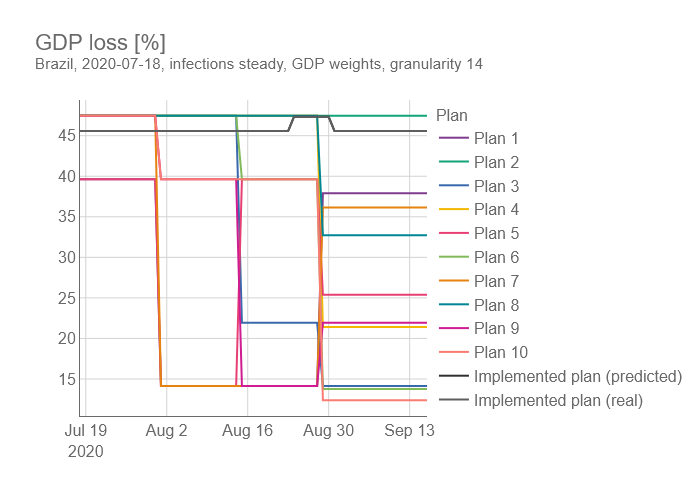 GDP loss [%]
Brazil, 2020-07-18, infections steady, GDP weights, granularity 14
45
40
35
30
25
20
15
Jul 19
2020
Aug 2
Aug 16
Aug 30
Sep 13
Plan
Plan 1
Plan 2
Plan 3
Plan 4
Plan 5
Plan 6
Plan 7
Plan 8
Plan 9
Plan 10
Implemented plan (predicted)
Implemented plan (real)